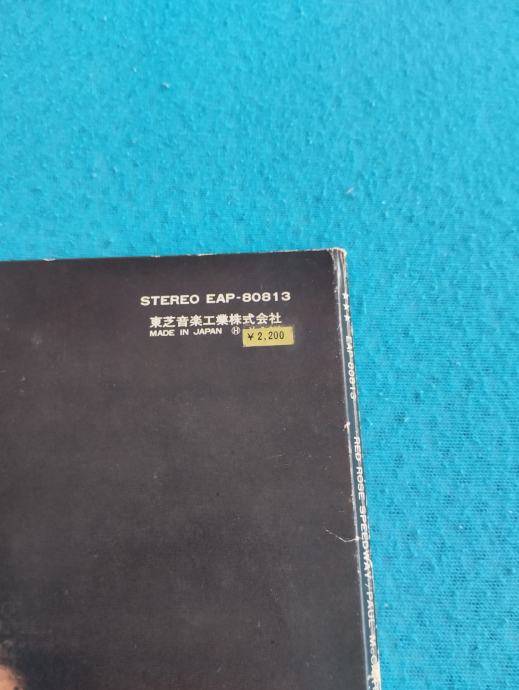 STEREO EAP-80813
東芝音楽工業株式会社
MADE IN JAPAN Ⓗ
¥2,200
★★★ EAP-80813 RED ROSE SPEEDWAY/PAUL